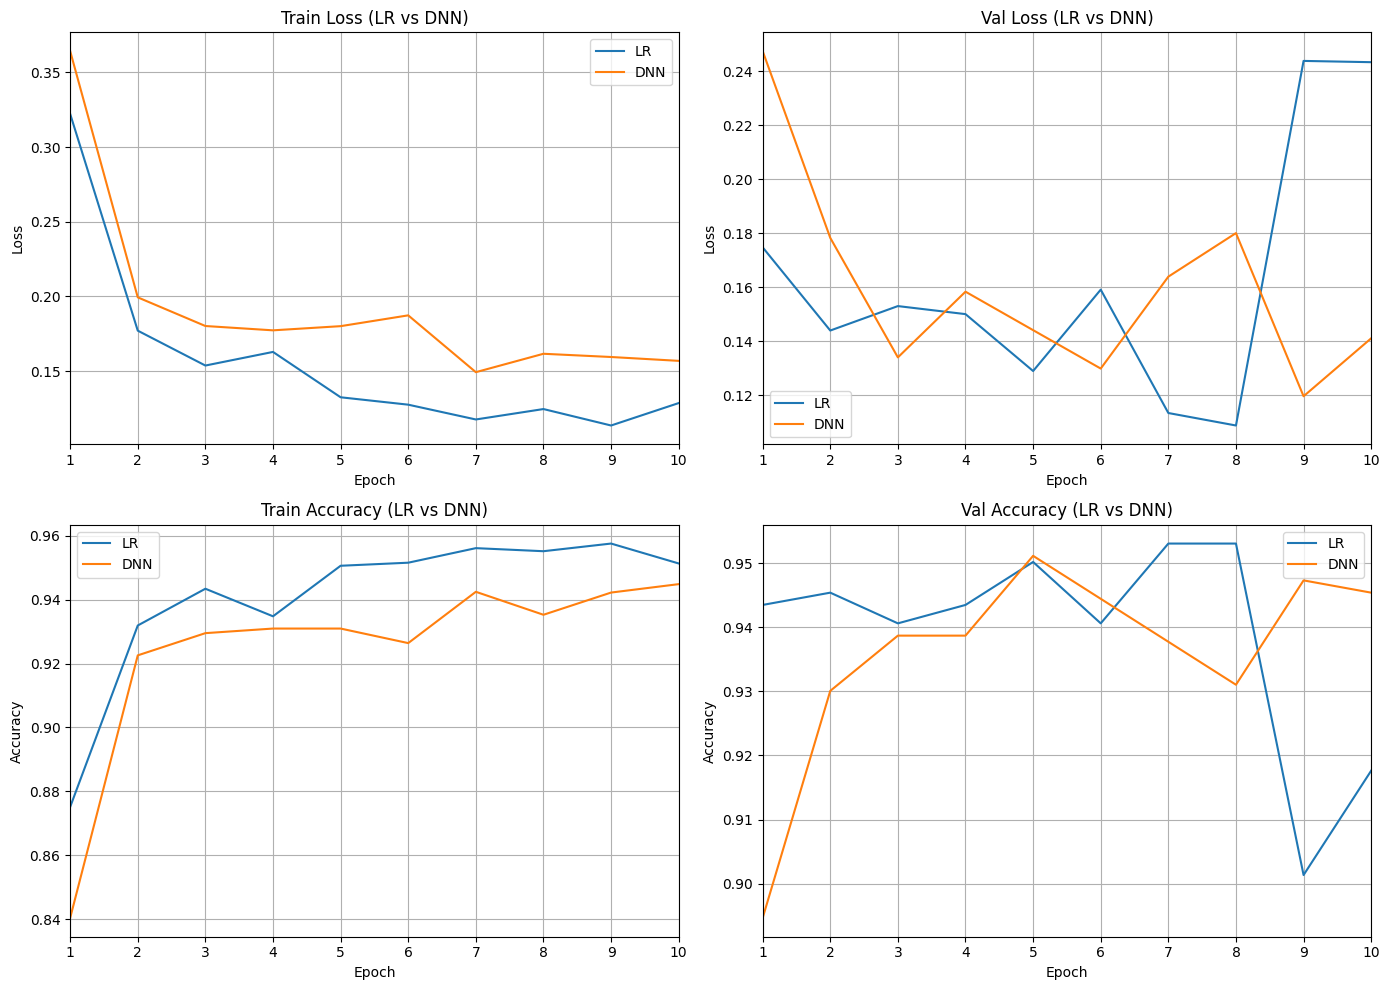 Train Loss (LR vs DNN)
LR
DNN
0.35
0.30
0.25
0.20
0.15
Loss
1 2 3 4 5 6 7 8 9 10
Epoch
Val Loss (LR vs DNN)
0.24
0.22
0.20
0.18
0.16
0.14
0.12
Loss
LR
DNN
1 2 3 4 5 6 7 8 9 10
Epoch
Train Accuracy (LR vs DNN)
LR
DNN
0.96
0.94
0.92
0.90
0.88
0.86
0.84
Accuracy
1 2 3 4 5 6 7 8 9 10
Epoch
Val Accuracy (LR vs DNN)
LR
DNN
0.95
0.94
0.93
0.92
0.91
0.90
Accuracy
1 2 3 4 5 6 7 8 9 10
Epoch